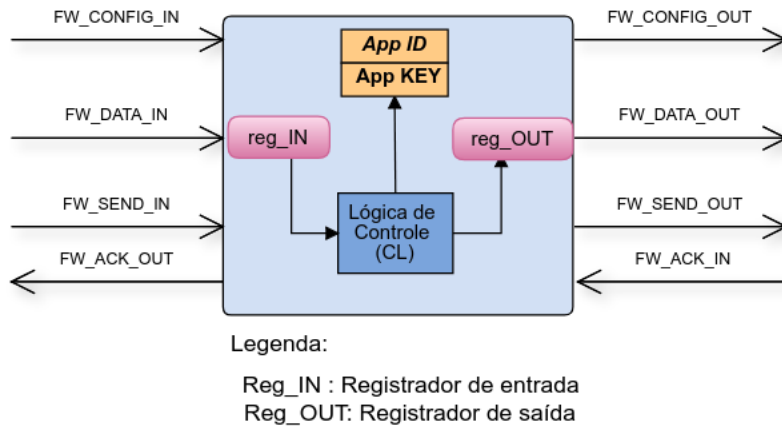 FW_CONFIG_IN
FW_CONFIG_OUT
App ID
App KEY
FW_DATA_IN
FW_DATA_OUT
reg_IN
reg_OUT
FW_SEND_IN
FW_SEND_OUT
Lógica de
Controle
(CL)
FW_ACK_OUT
FW_ACK_IN
Legenda:
Reg_IN : Registrador de entrada
Reg_OUT: Registrador de saída